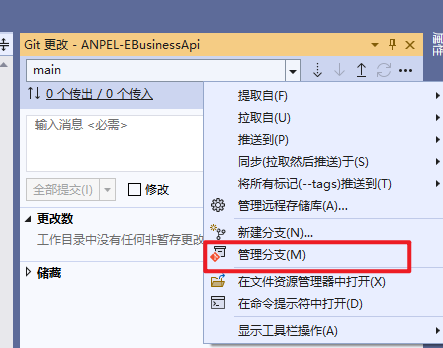 Git 更改 - ANPEL-EBusinessApi
属性
main
0 个传出 / 0 个传入
输入消息 <必需>
全部提交(I)
修改
更改数
工作目录中没有任何非暂存更改
储藏
提取自(F)
拉取自(U)
推送到(P)
同步(拉取然后推送)于(S)
将所有标记(--tags)推送到(T)
管理远程存储库(A)...
新建分支(N)...
管理分支(M)
在文件资源管理器中打开(X)
在命令提示符中打开(D)
显示工具栏操作(A)